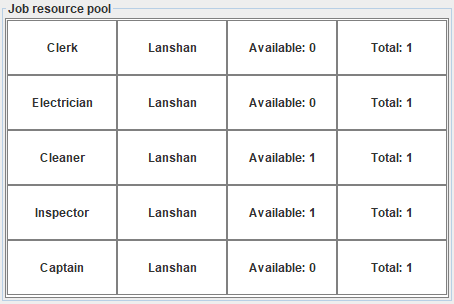 Job resource pool
Clerk Lanshan Available: 0 Total: 1
Electrician Lanshan Available: 0 Total: 1
Cleaner Lanshan Available: 1 Total: 1
Inspector Lanshan Available: 1 Total: 1
Captain Lanshan Available: 0 Total: 1